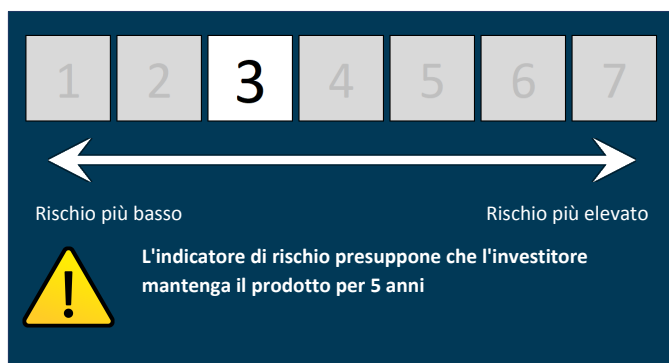 1 2 3 4 5 6 7
Rischio più basso Rischio più elevato
L'indicatore di rischio presuppone che l'investitore
mantenga il prodotto per 5 anni